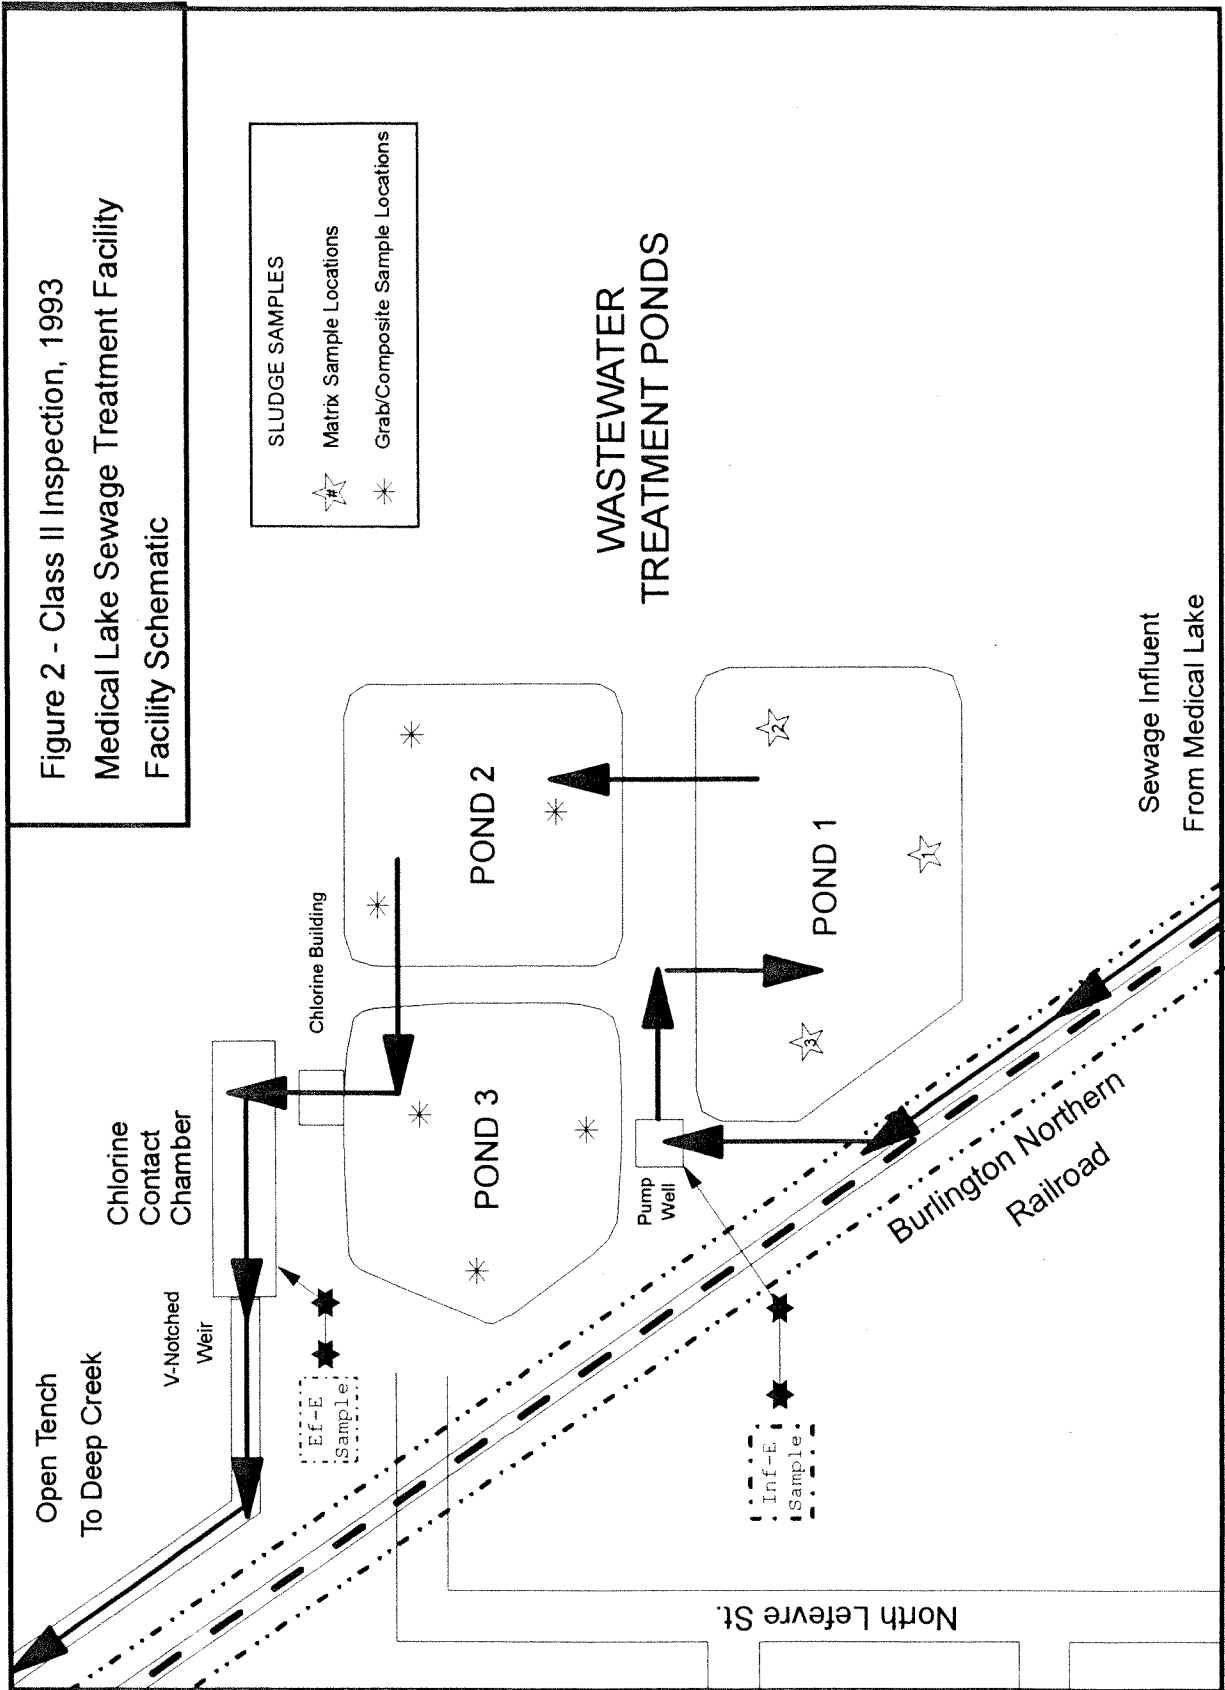 Figure 2 - Class II Inspection, 1993
Medical Lake Sewage Treatment Facility
Facility Schematic
SLUDGE SAMPLES
# Matrix Sample Locations
Grab/Composite Sample Locations
WASTEWATER
TREATMENT PONDS
Open Tench
To Deep Creek
V-Notched
Weir
Chlorine
Contact
Chamber
Chlorine Building
Ef-E
Sample
POND 3
POND 2
Pump
Well
POND 1
3
1
2
Inf-E
Sample
Burlington Northern
Railroad
Sewage Influent
From Medical Lake
North Lefevre St.